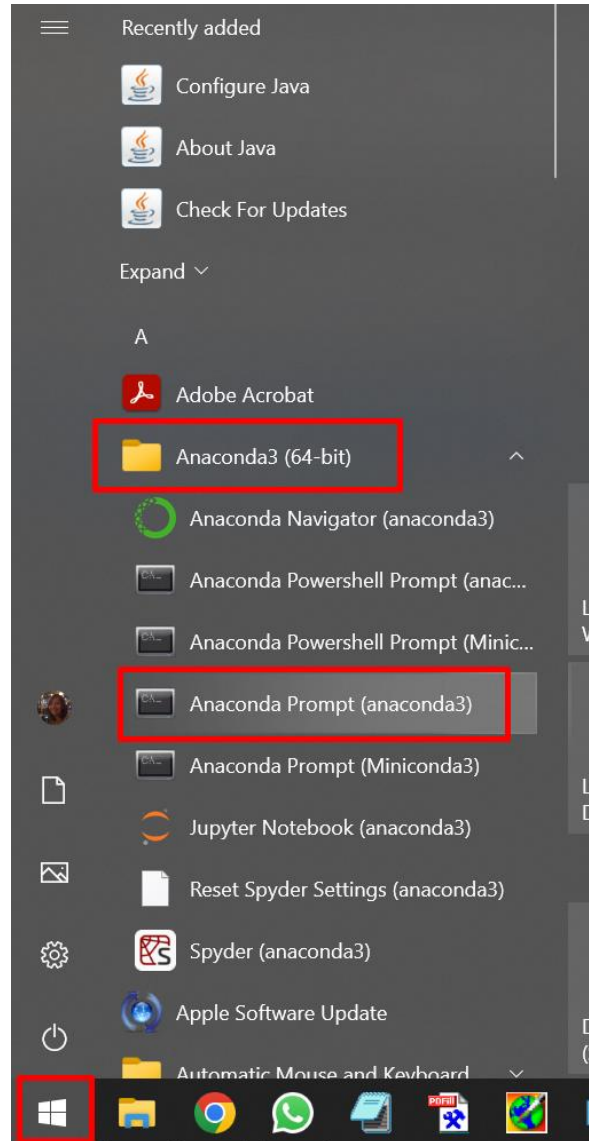 Recently added
Configure Java
About Java
Check For Updates
Expand
A
Adobe Acrobat
Anaconda3 (64-bit)
Anaconda Navigator (anaconda3)
Anaconda Powershell Prompt (anac...
Anaconda Powershell Prompt (Minic...
Anaconda Prompt (anaconda3)
Anaconda Prompt (Miniconda3)
Jupyter Notebook (anaconda3)
Reset Spyder Settings (anaconda3)
Spyder (anaconda3)
Apple Software Update
Automatic Mouse and Keyboard
PDFill